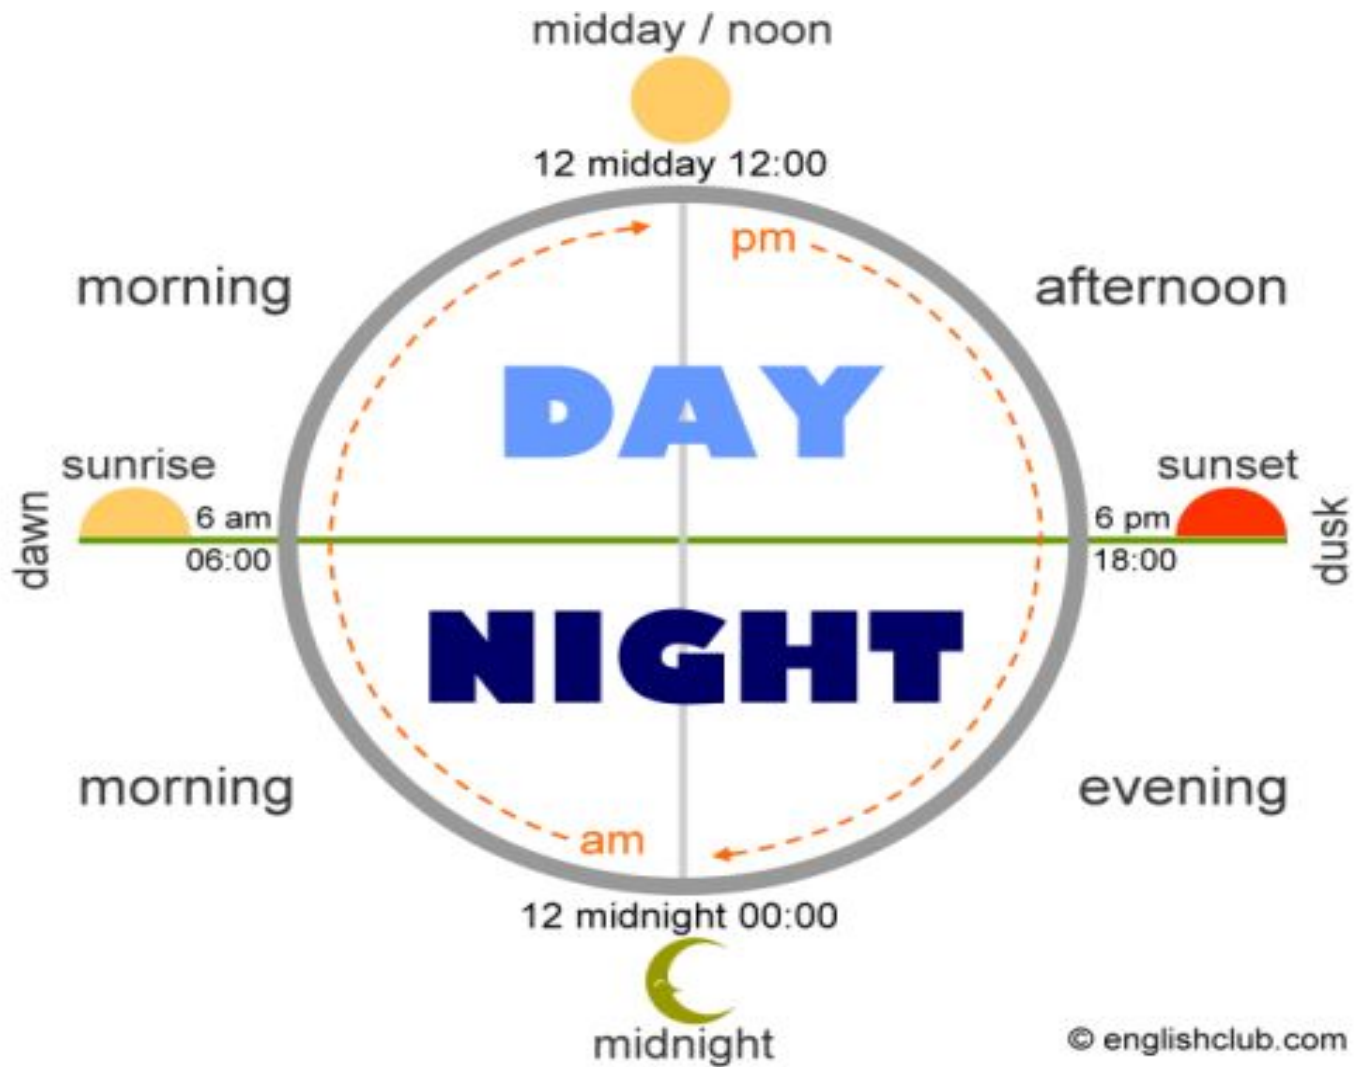 midday / noon
12 midday 12:00
pm
morning
afternoon
DAY
sunrise
sunset
dawn
6 am
6 pm
dusk
06:00
18:00
NIGHT
morning
evening
am
12 midnight 00:00
midnight
© englishclub.com